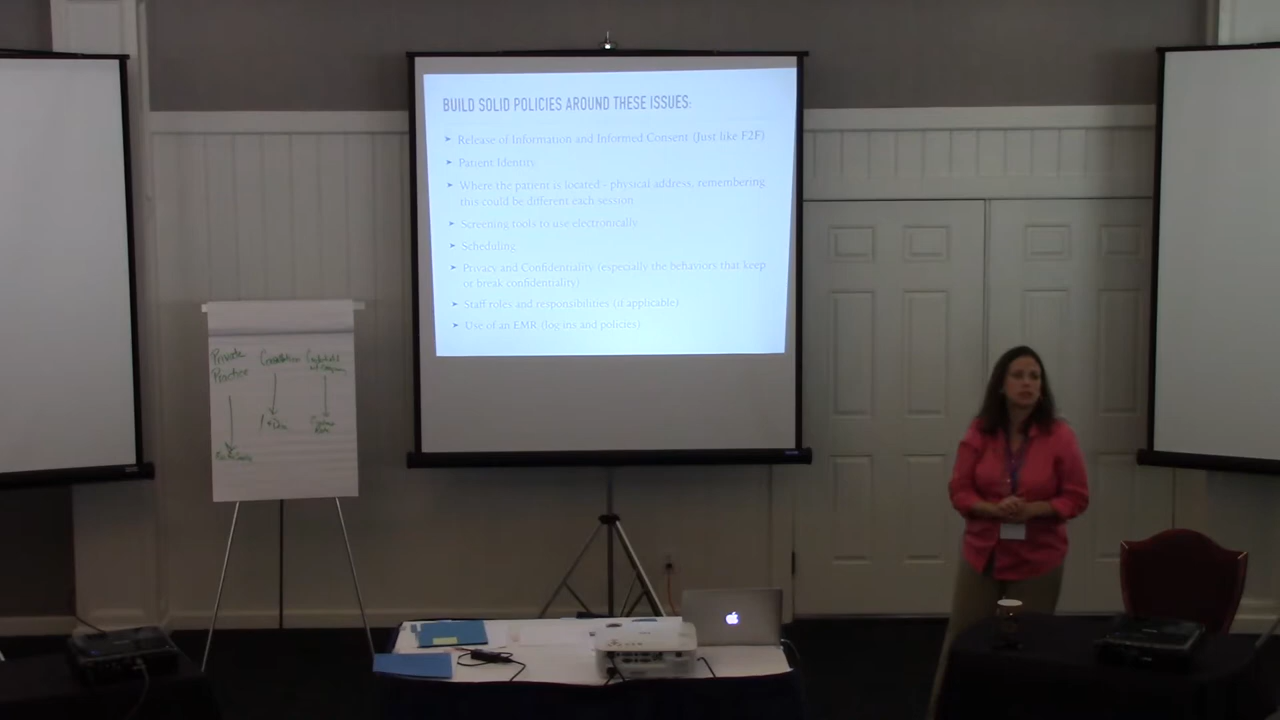 BUILD SOLID POLICIES AROUND THESE ISSUES:
➤ Release of Information and Informed Consent (Just like F2F)
➤ Patient Identity
➤ Where the patient is located - physical address, remembering
this could be different each session
➤ Screening tools to use electronically
➤ Scheduling
➤ Privacy and Confidentiality (especially the behaviors that keep
or break confidentiality)
➤ Staff roles and responsibilities (if applicable)
➤ Use of an EMR (log ins and policies)
Private
Practice